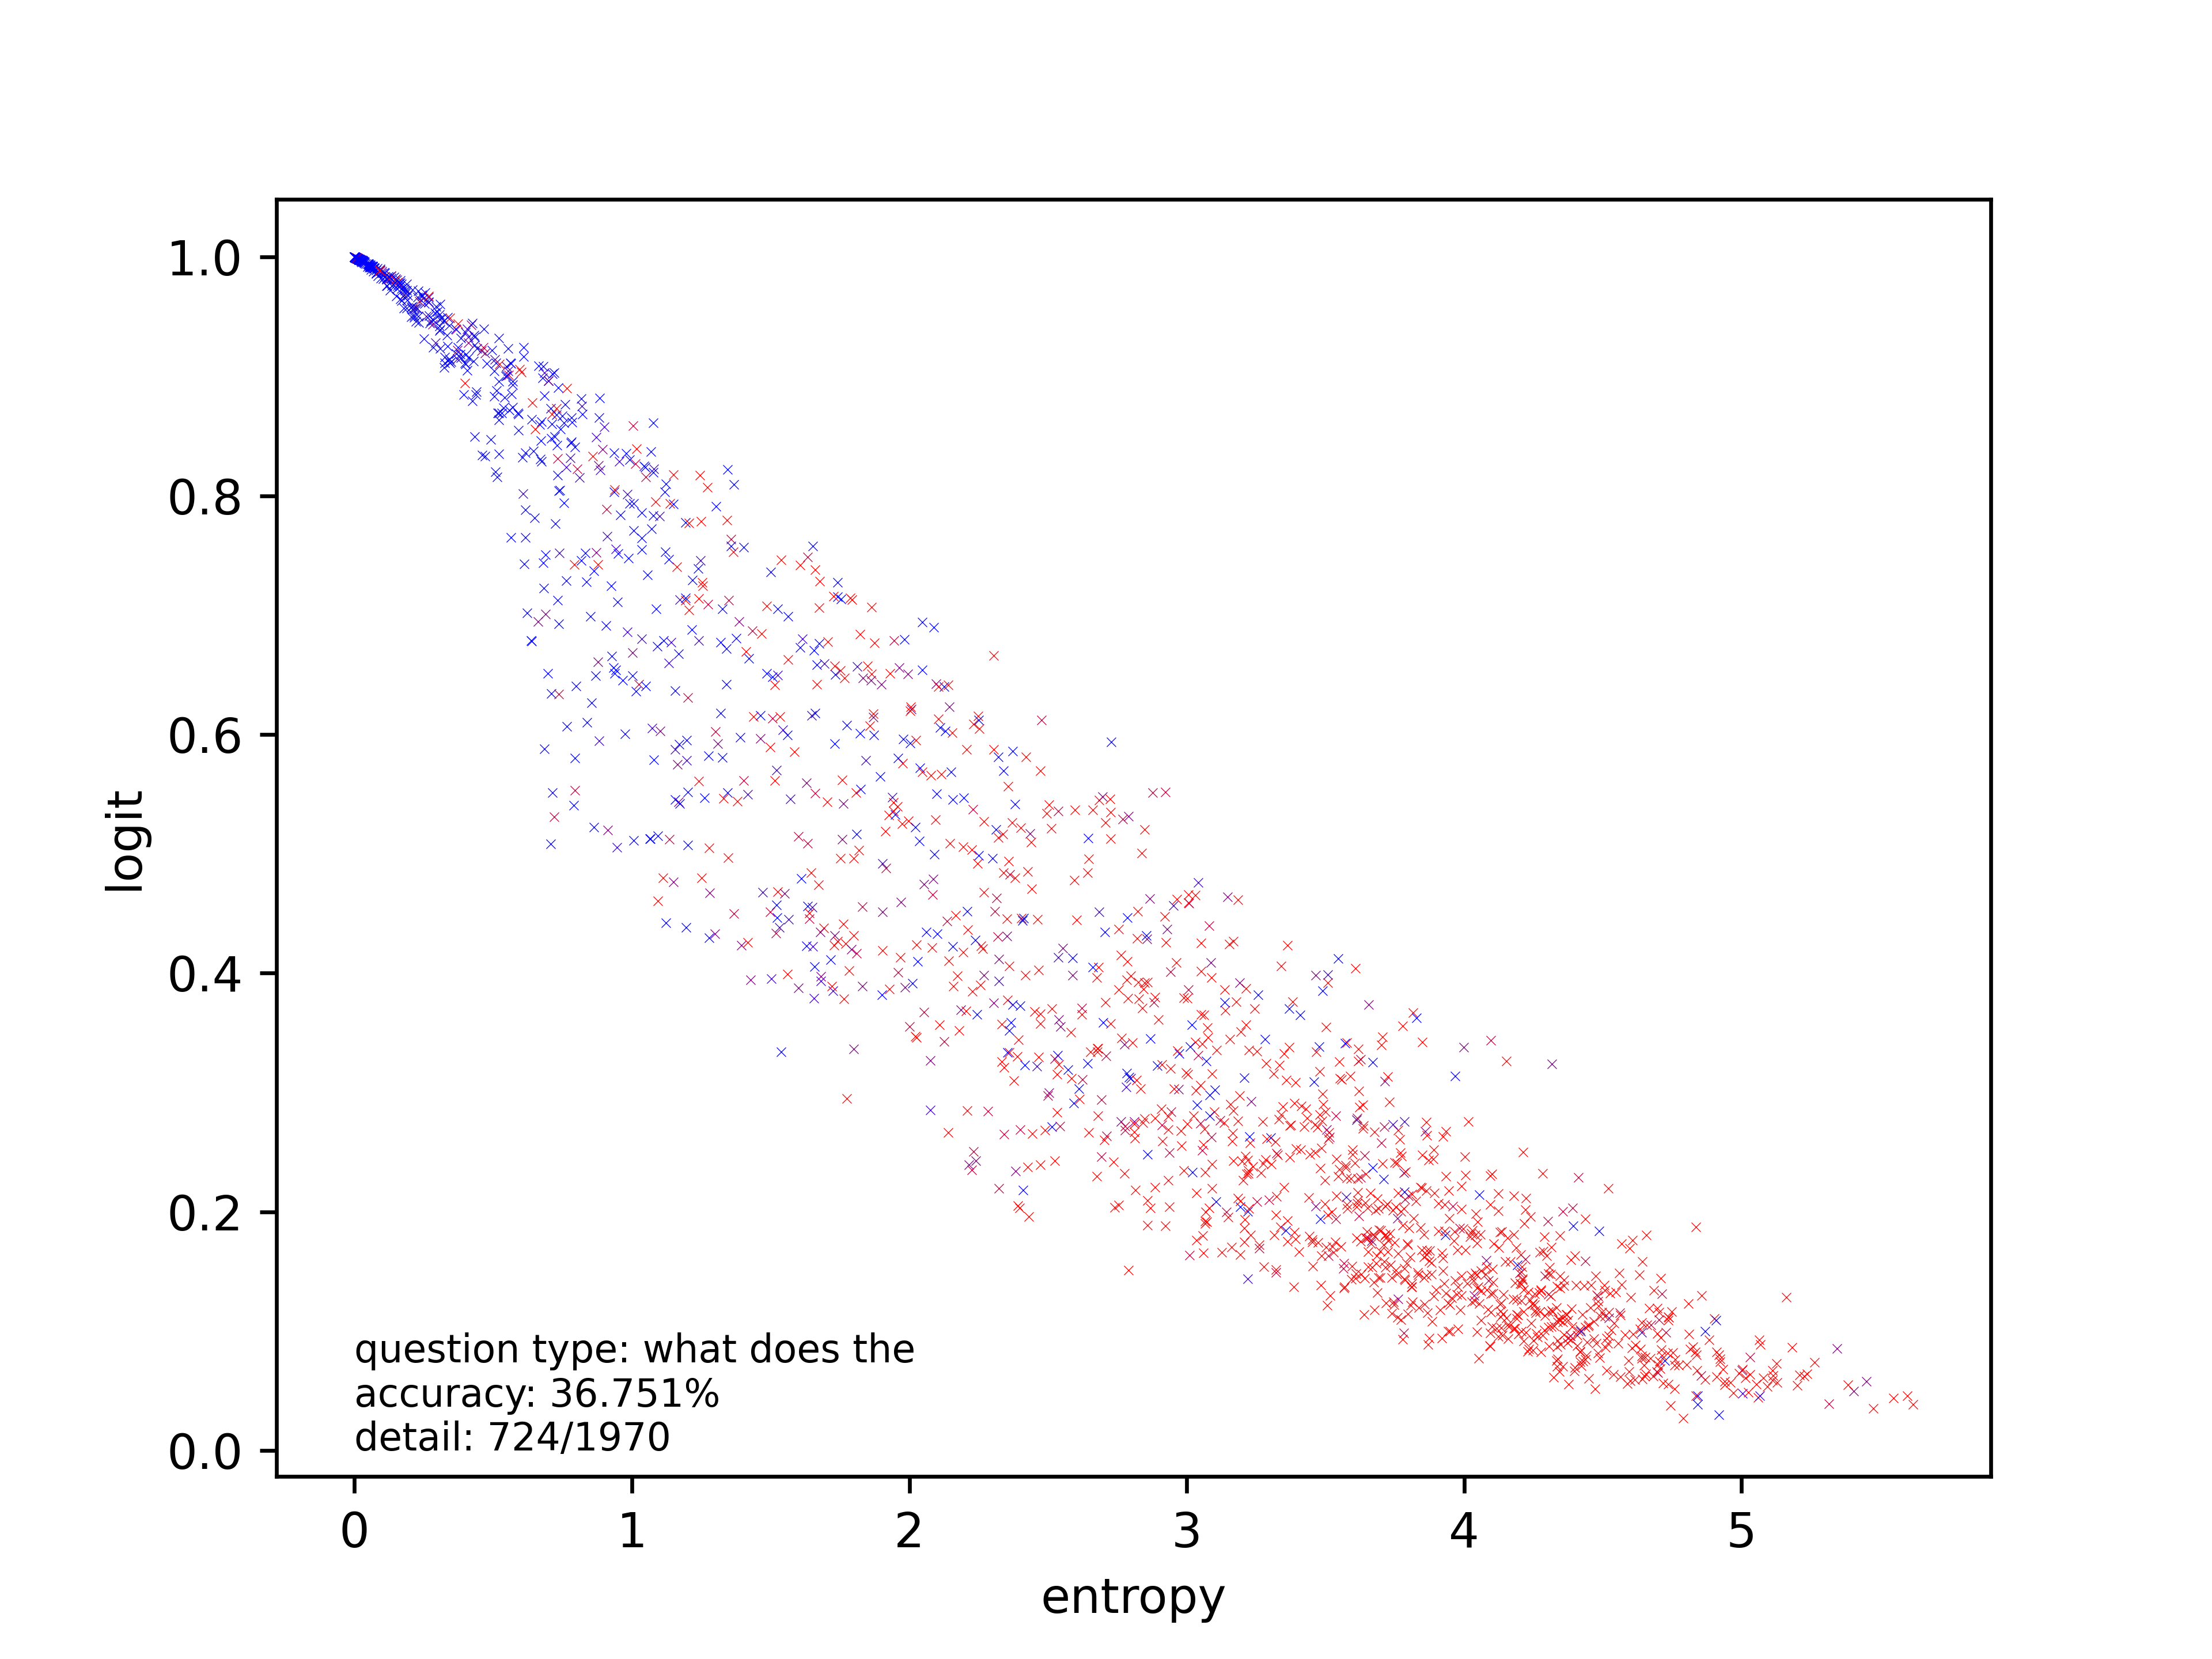 1.0
0.8
0.6
0.4
0.2
0.0
logit
question type: what does the
accuracy: 36.751%
detail: 724/1970
0 1 2 3 4 5
entropy